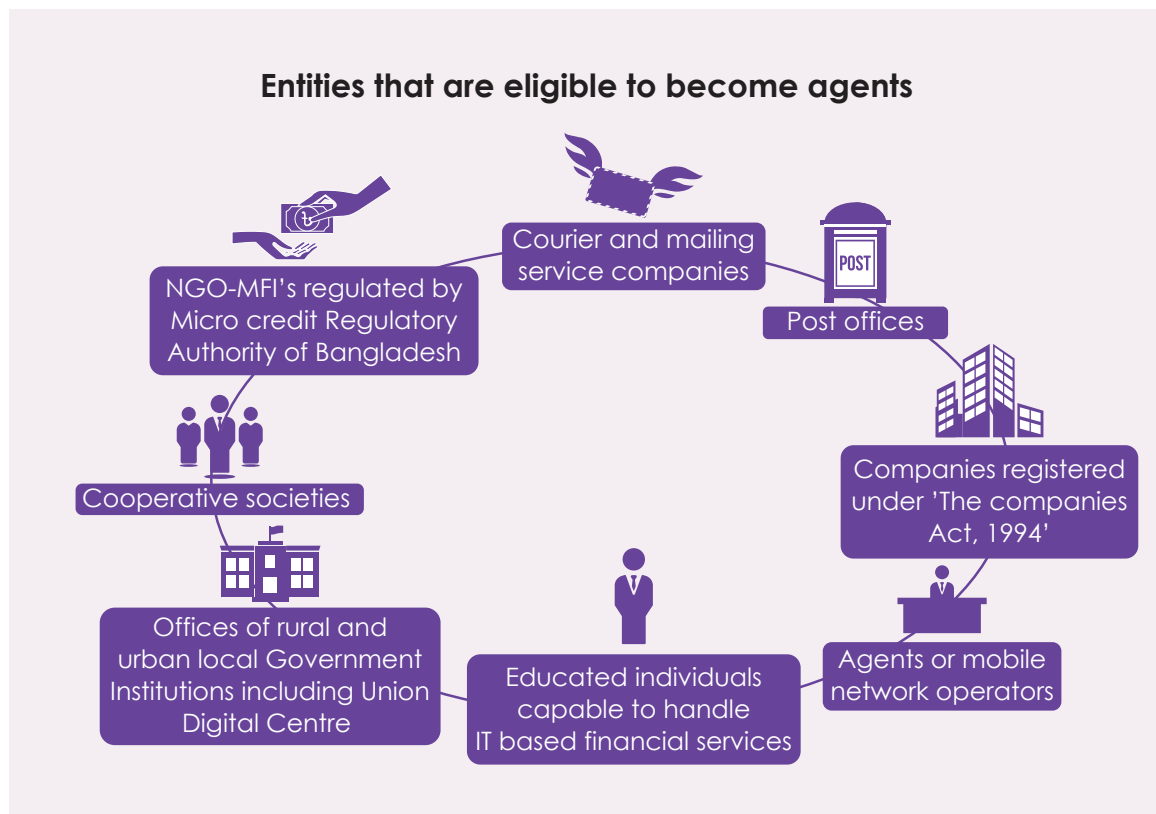 Entities that are eligible to become agents
Courier and mailing
service companies
POST
Post offices
Companies registered
under ’The companies
Act, 1994’
Agents or mobile
network operators
Educated individuals
capable to handle
IT based financial services
Offices of rural and
urban local Government
Institutions including Union
Digital Centre
Cooperative societies
NGO-MFI’s regulated by
Micro credit Regulatory
Authority of Bangladesh
৳